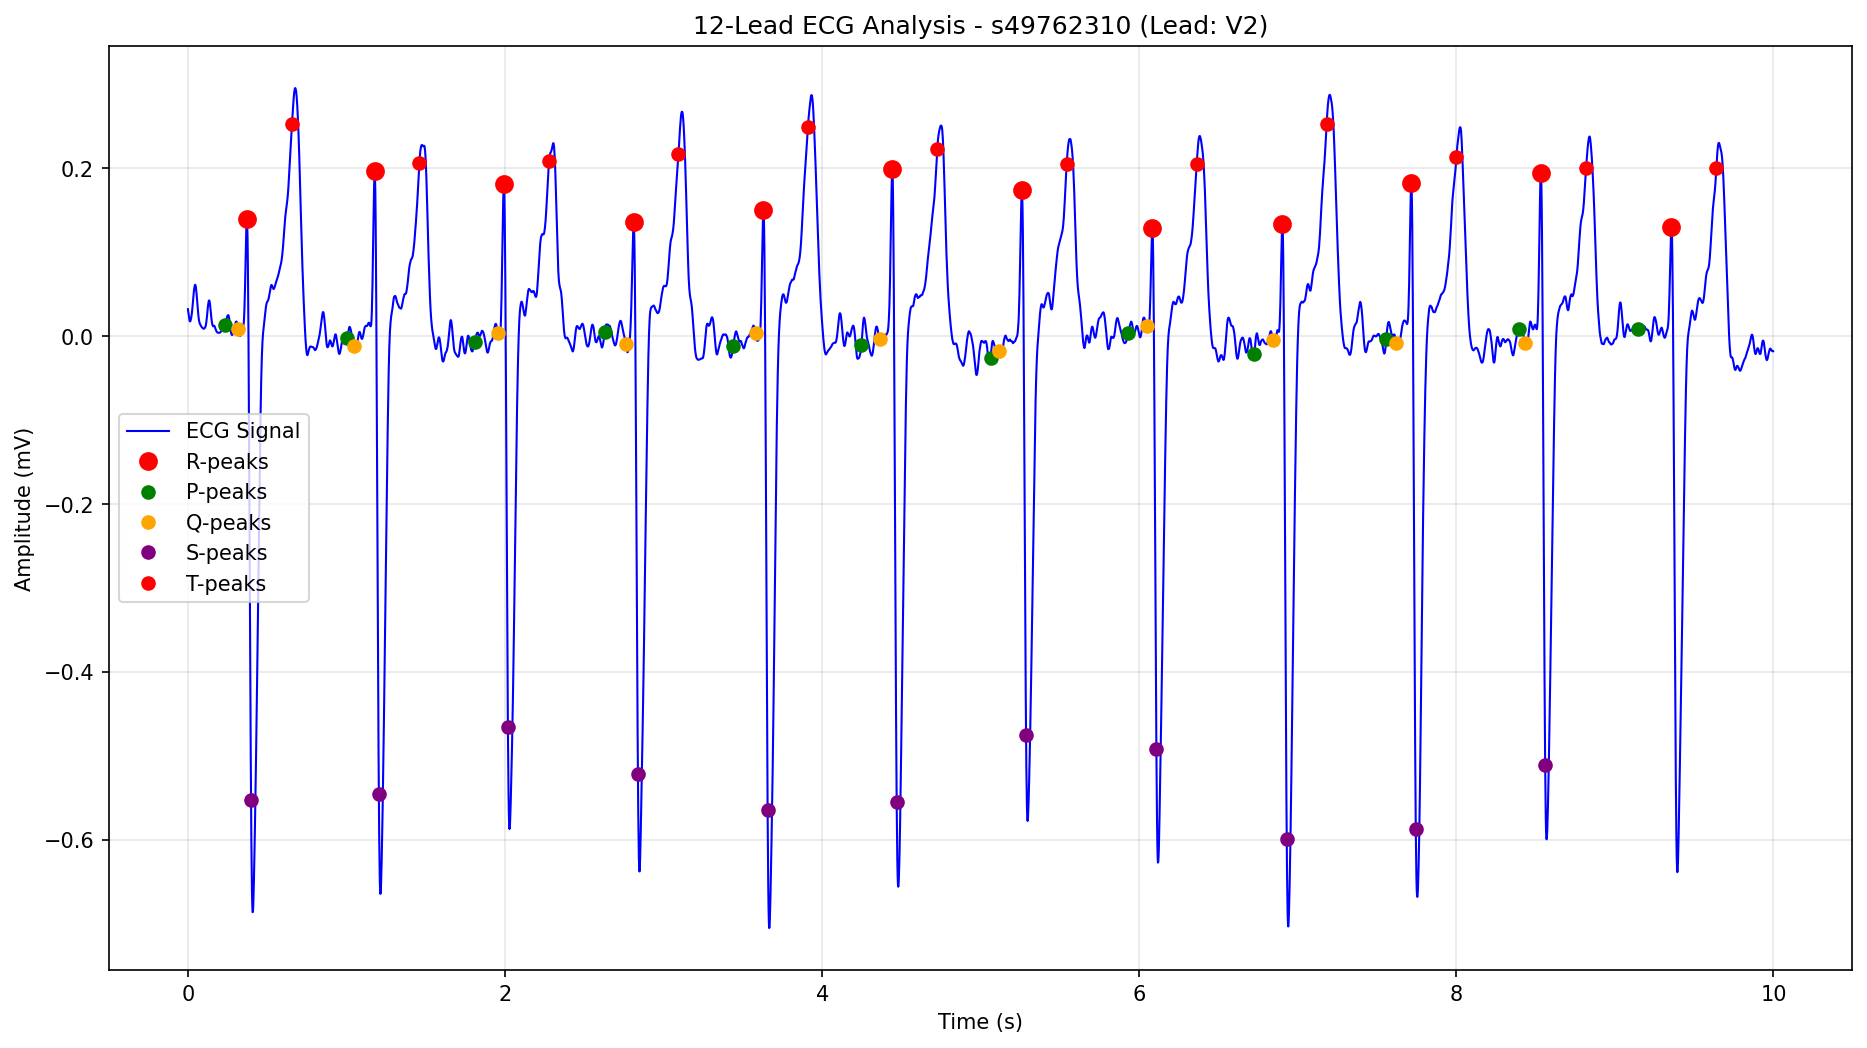 12-Lead ECG Analysis - s49762310 (Lead: V2)
Amplitude (mV)
0.2
0.0
−0.2
−0.4
−0.6
ECG Signal
R-peaks
P-peaks
Q-peaks
S-peaks
T-peaks
0 2 4 6 8 10
Time (s)